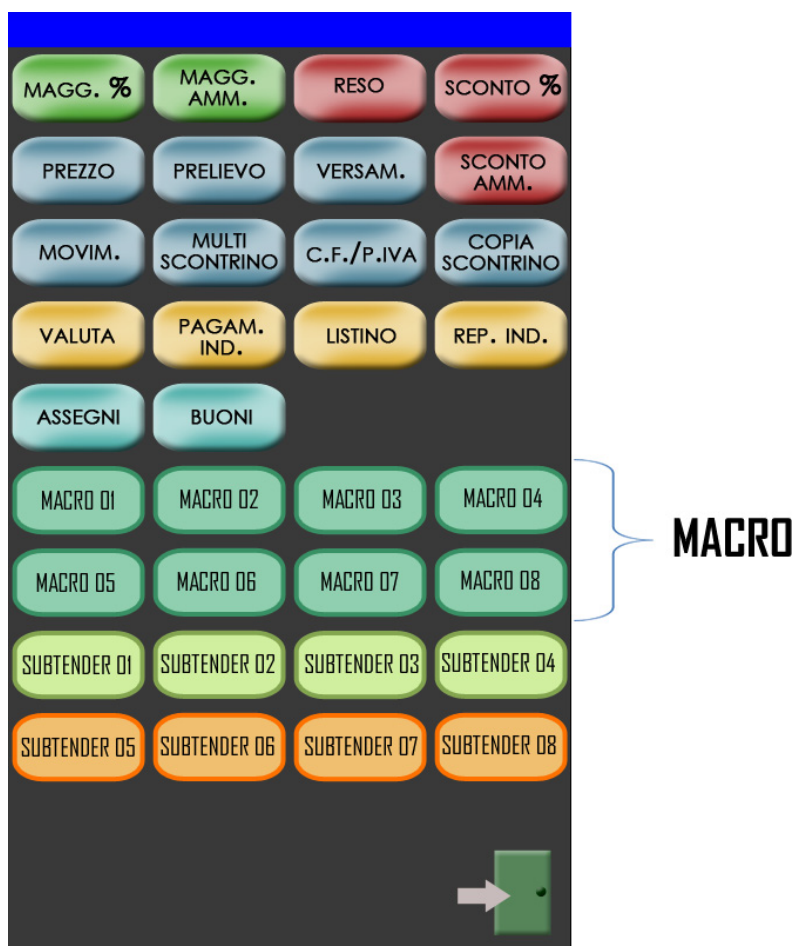 MAGG. % MAGG. AMM. RESO SCONTO %
PREZZO PRELIEVO VERSAM. SCONTO AMM.
MOVIM. MULTI SCONTRINO C.F./P.IVA COPIA SCONTRINO
VALUTA PAGAM. IND. LISTINO REP. IND.
ASSEGNI BUONI
MACRO 01 MACRO 02 MACRO 03 MACRO 04
MACRO
MACRO 05 MACRO 06 MACRO 07 MACRO 08
SUBTENDER 01 SUBTENDER 02 SUBTENDER 03 SUBTENDER 04
SUBTENDER 05 SUBTENDER 06 SUBTENDER 07 SUBTENDER 08